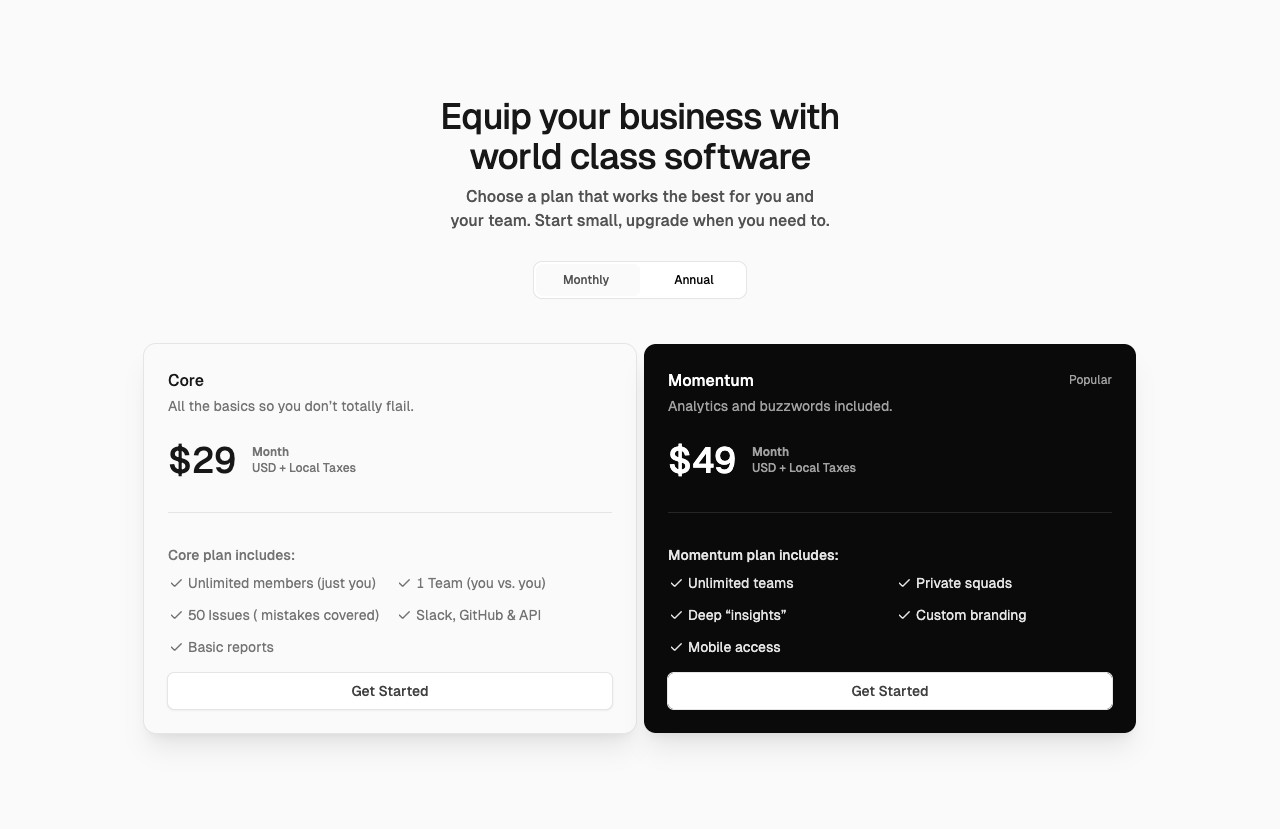 Equip your business with
world class software
Choose a plan that works the best for you and
your team. Start small, upgrade when you need to.
Monthly
Annual
Core
All the basics so you don’t totally flail.
$29
Month
USD + Local Taxes
Core plan includes:
Unlimited members (just you)
1 Team (you vs. you)
50 Issues ( mistakes covered)
Slack, GitHub & API
Basic reports
Get Started
Momentum
Popular
Analytics and buzzwords included.
$49
Month
USD + Local Taxes
Momentum plan includes:
Unlimited teams
Private squads
Deep “insights”
Custom branding
Mobile access
Get Started